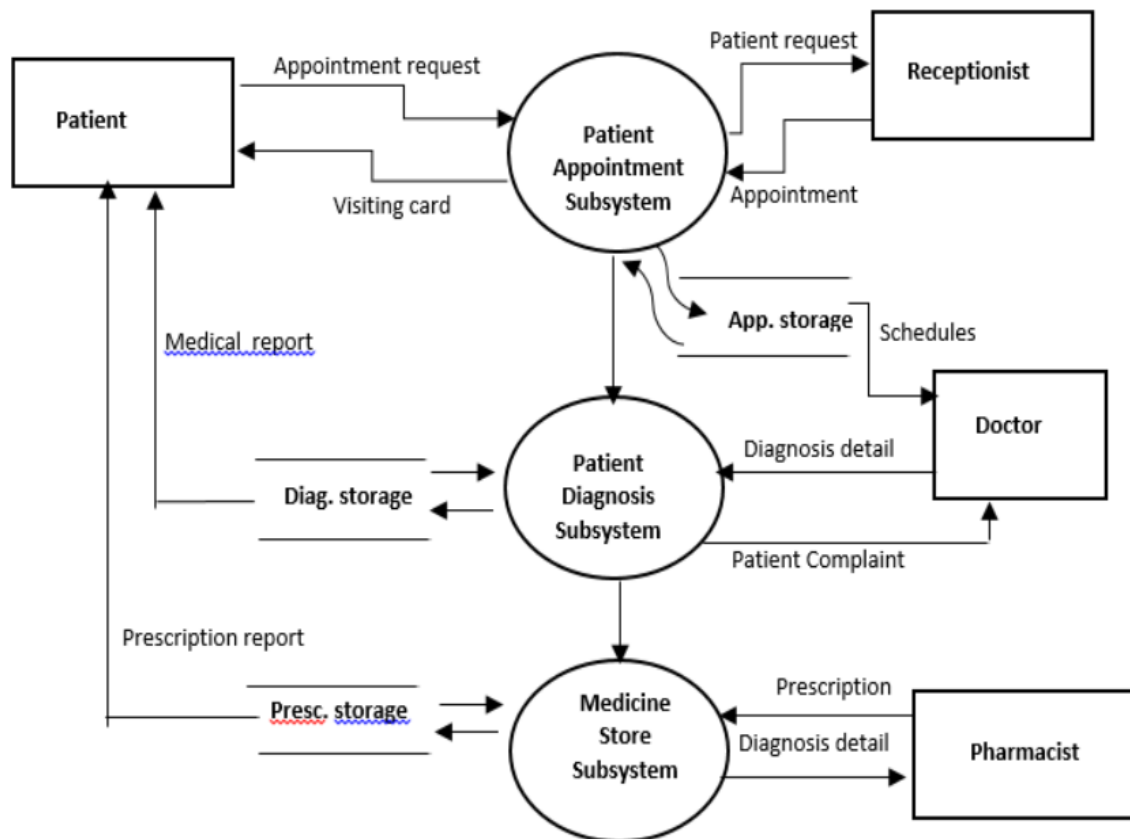 Patient request
Receptionist
Appointment request
Patient
Patient
Appointment
Subsystem
Visiting card
Appointment
App. storage
Schedules
Medical report
Doctor
Diagnosis detail
Patient
Diagnosis
Subsystem
Diag. storage
Patient Complaint
Prescription report
Prescription
Medicine
Store
Subsystem
Presc. storage
Diagnosis detail
Pharmacist